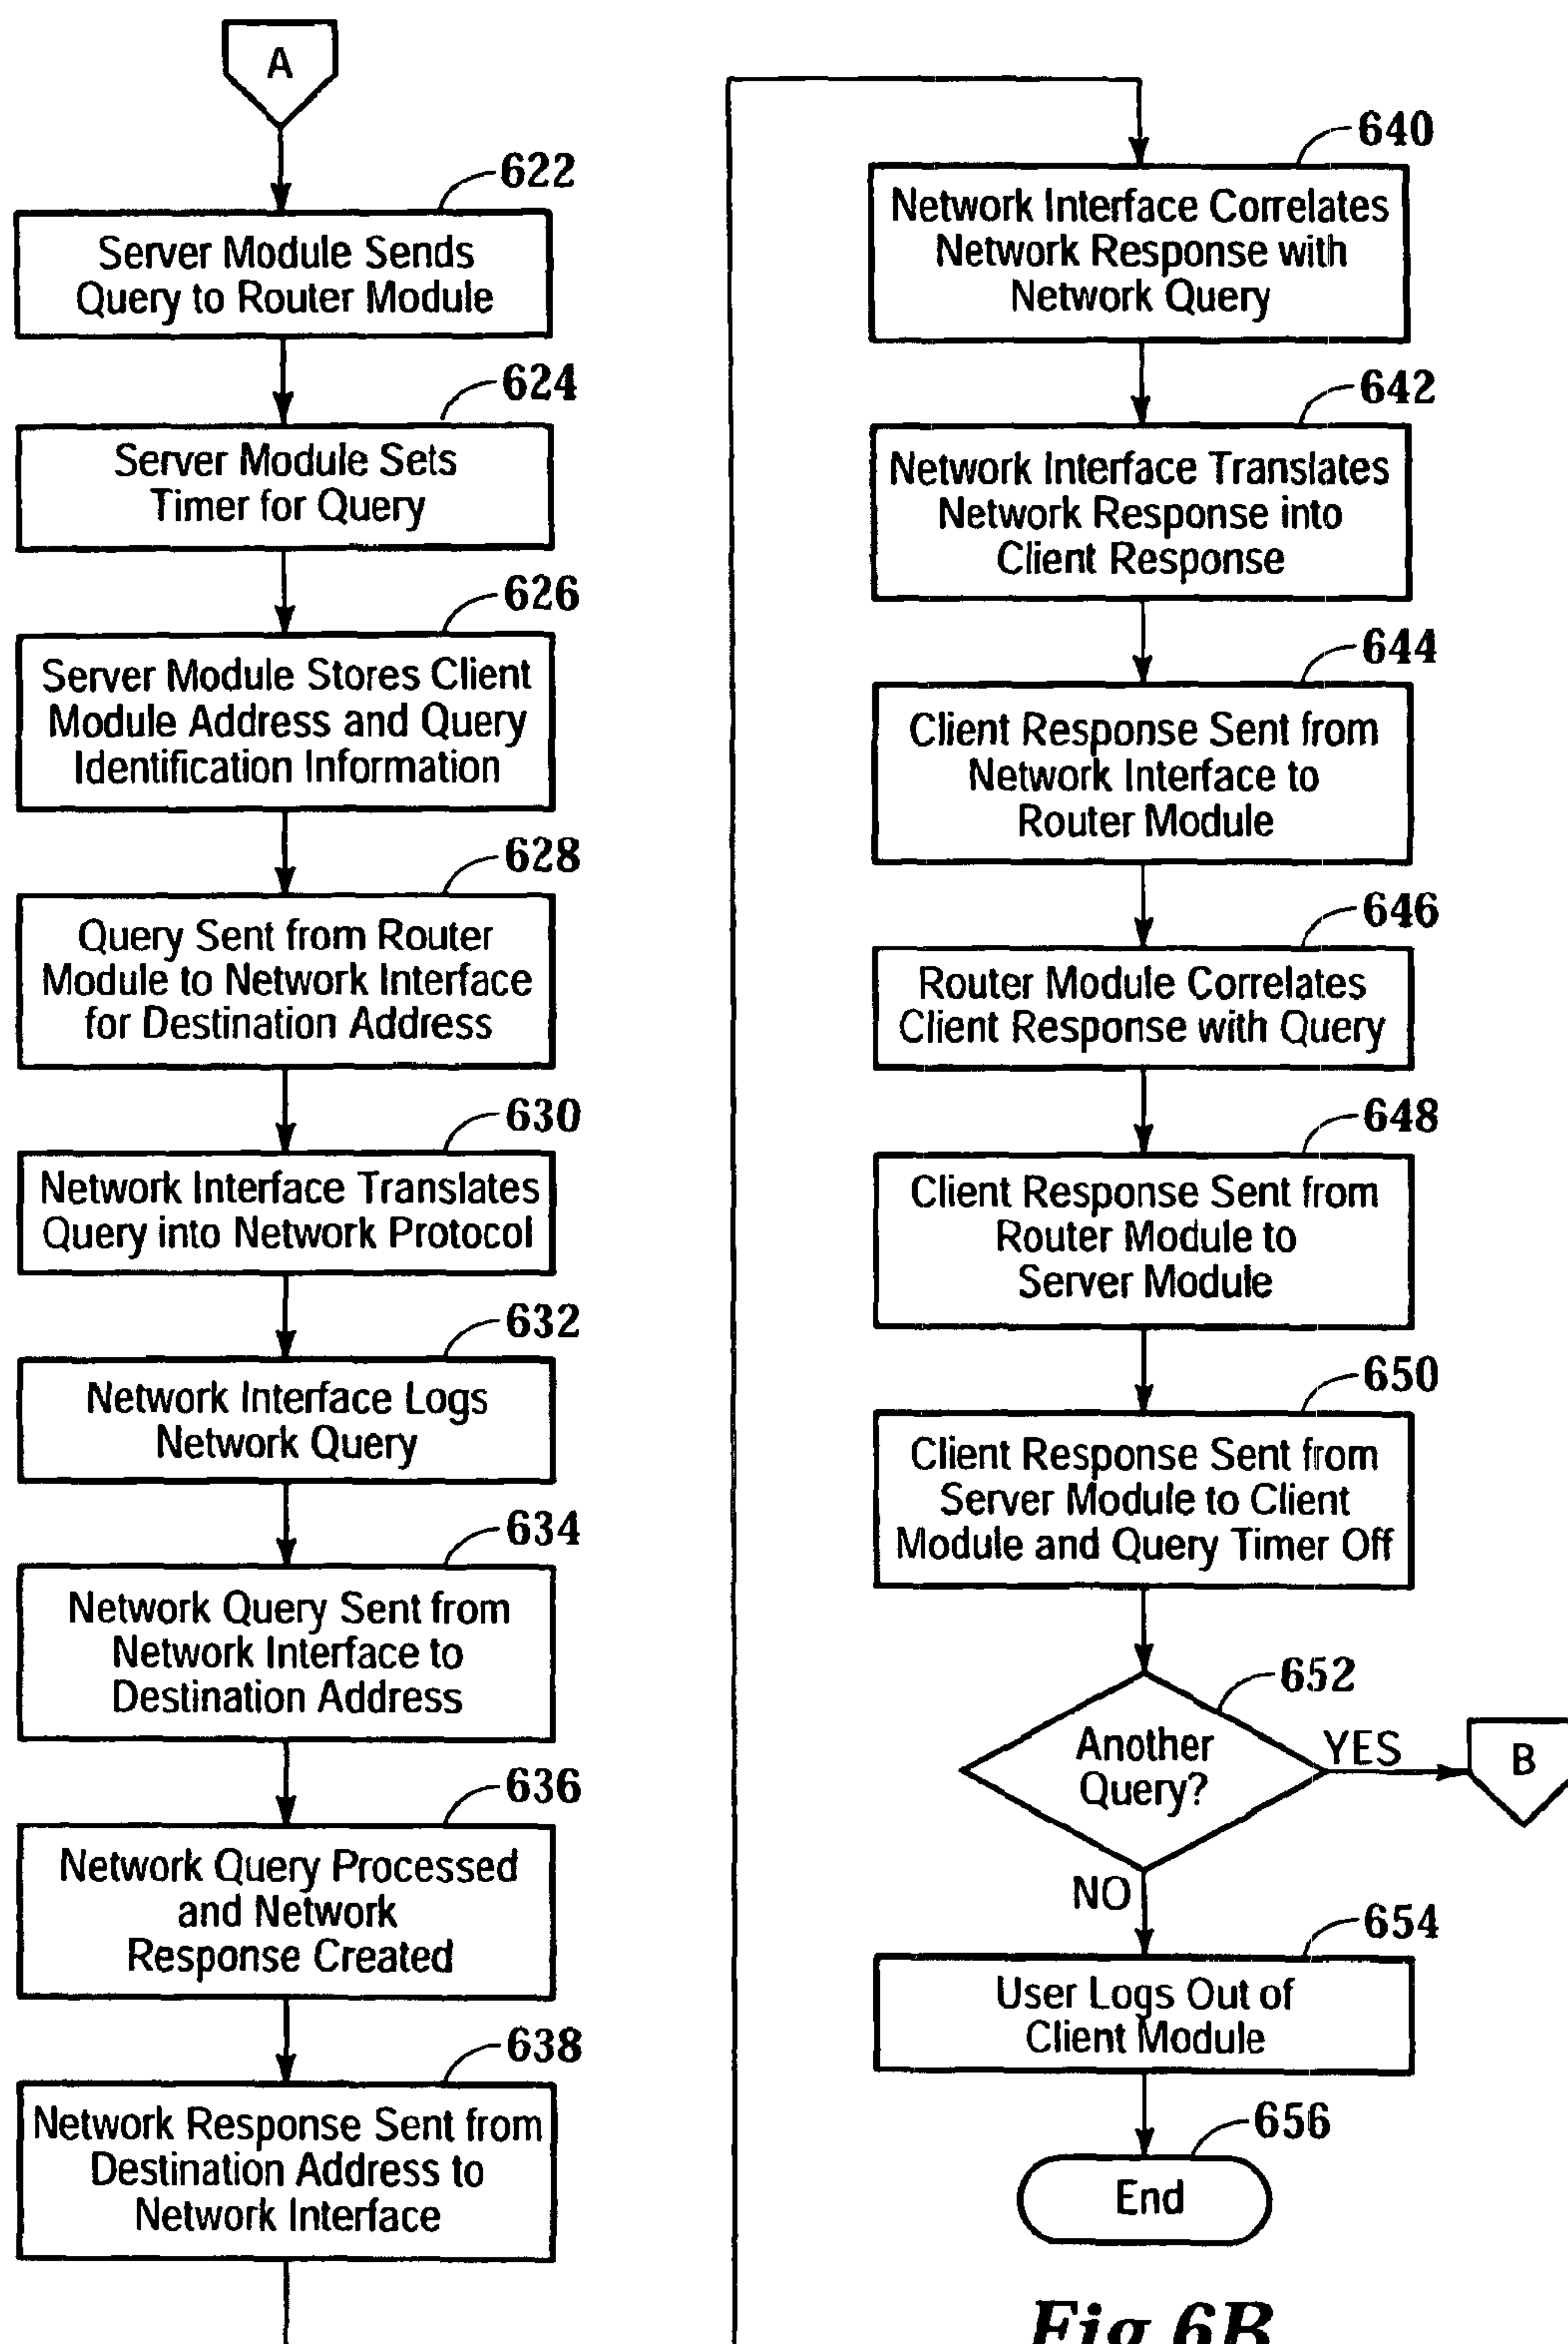 A
622
Server Module Sends
Query to Router Module
624
Server Module Sets
Timer for Query
626
Server Module Stores Client
Module Address and Query
Identification Information
628
Query Sent from Router
Module to Network Interface
for Destination Address
630
Network Interface Translates
Query into Network Protocol
632
Network Interface Logs
Network Query
634
Network Query Sent from
Network Interface to
Destination Address
636
Network Query Processed
and Network
Response Created
638
Network Response Sent from
Destination Address to
Network Interface
640
Network Interface Correlates
Network Response with
Network Query
642
Network Interface Translates
Network Response into
Client Response
644
Client Response Sent from
Network Interface to
Router Module
646
Router Module Correlates
Client Response with Query
648
Client Response Sent from
Router Module to
Server Module
650
Client Response Sent from
Server Module to Client
Module and Query Timer Off
652
Another
Query?
YES
B
NO
654
User Logs Out of
Client Module
656
End
Fig 6B